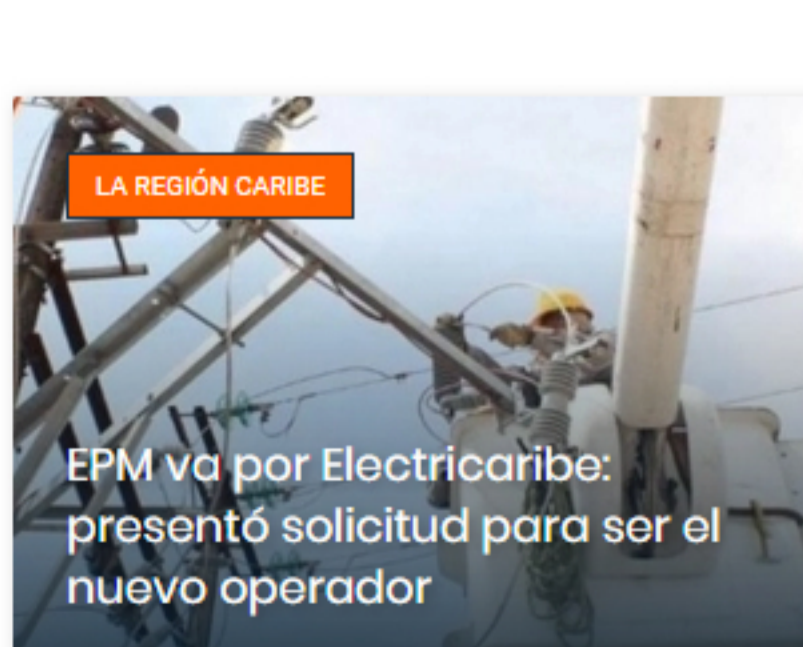 LA REGIÓN CARIBE
EPM va por Electricaribe:
presentó solicitud para ser el
nuevo operador